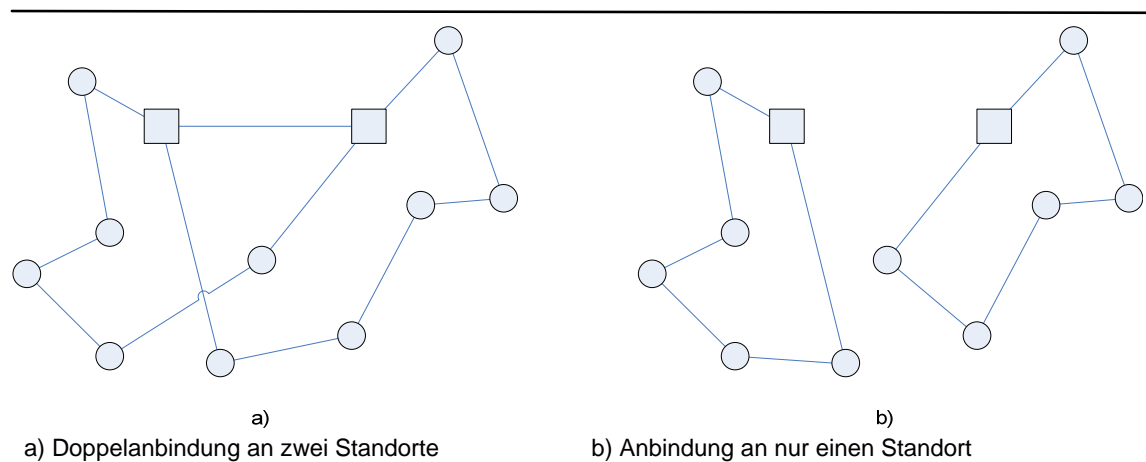 a)
b)
a) Doppelanbindung an zwei Standorte
b) Anbindung an nur einen Standort